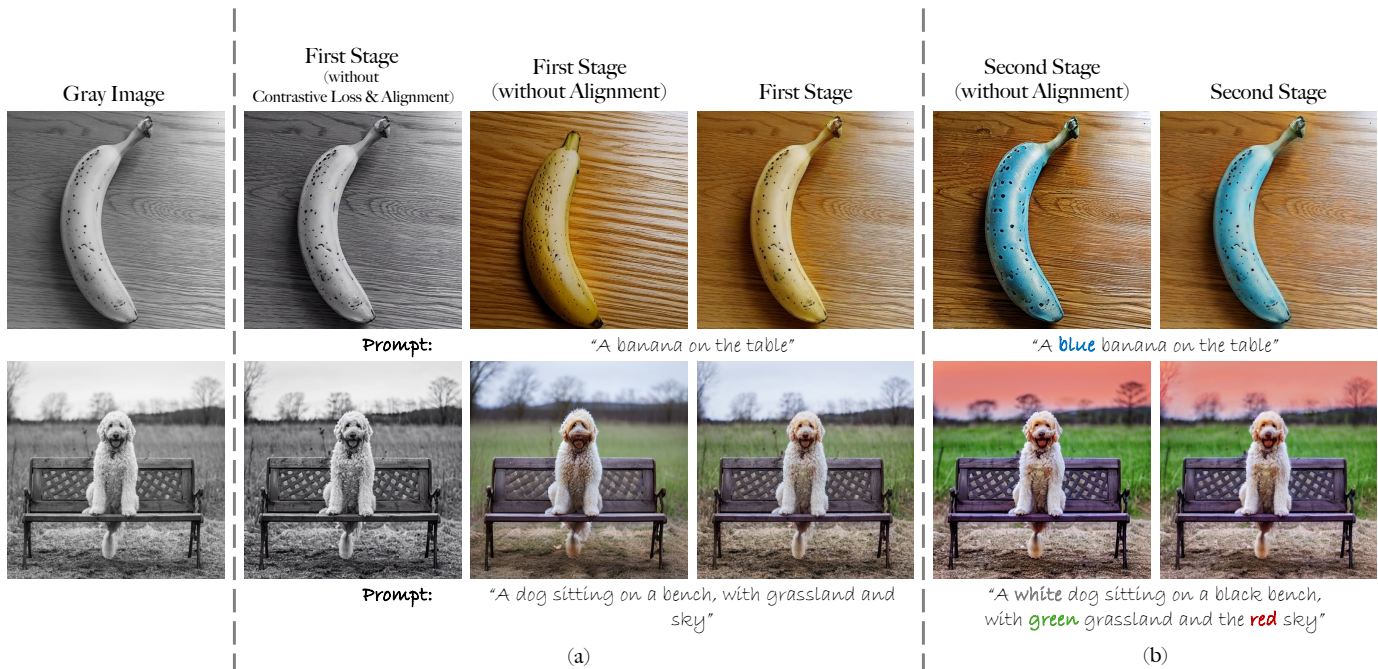 Gray Image
First Stage
(without
Contrastive Loss & Alignment)
First Stage
(without Alignment)
First Stage
Second Stage
(without Alignment)
Second Stage
Prompt:
“A banana on the table”
“A blue banana on the table”
Prompt:
“A dog sitting on a bench, with grassland and
sky”
“A white dog sitting on a black bench,
with green grassland and the red sky”
(a)
(b)